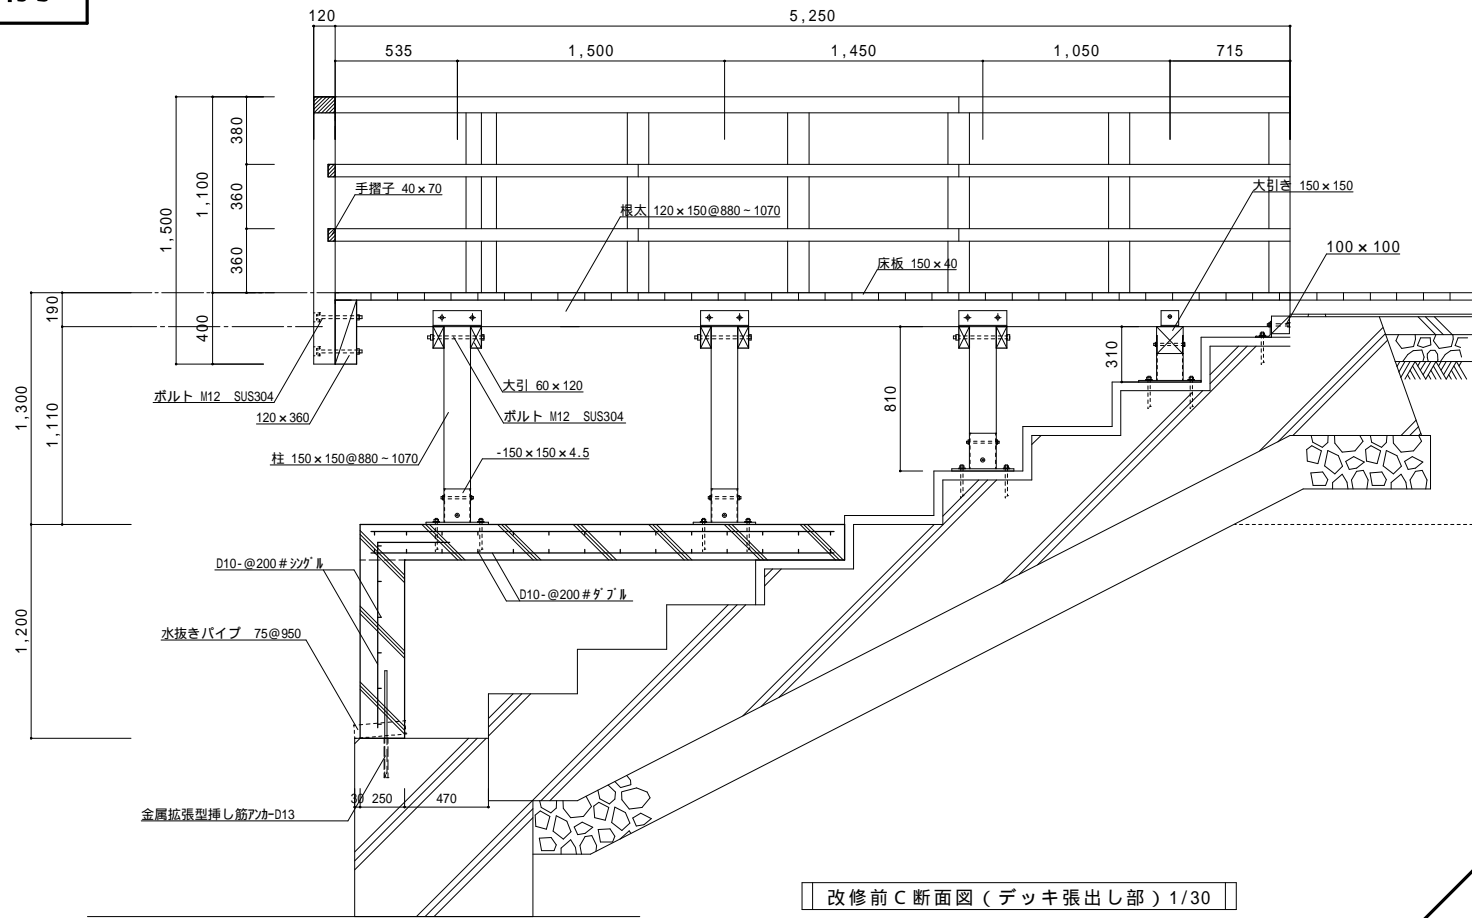 120
5,250
535
1,500
1,450
1,050
715
380
360
360
1,100
1,500
400
手摺子 40×70
根太 120×150@880~1070
大引き 150×150
床板 150×40
100×100
190
1,300
1,110
1,200
ボルト M12 SUS304
120×360
大引 60×120
ボルト M12 SUS304
柱 150×150@880~1070
-150×150×4.5
810
310
D10-@200#シングル
D10-@200#ダブル
水抜きパイプ 75@950
30
250
470
金属拡張型挿し筋アンカーD13
改修前C断面図(デッキ張出し部)1/30